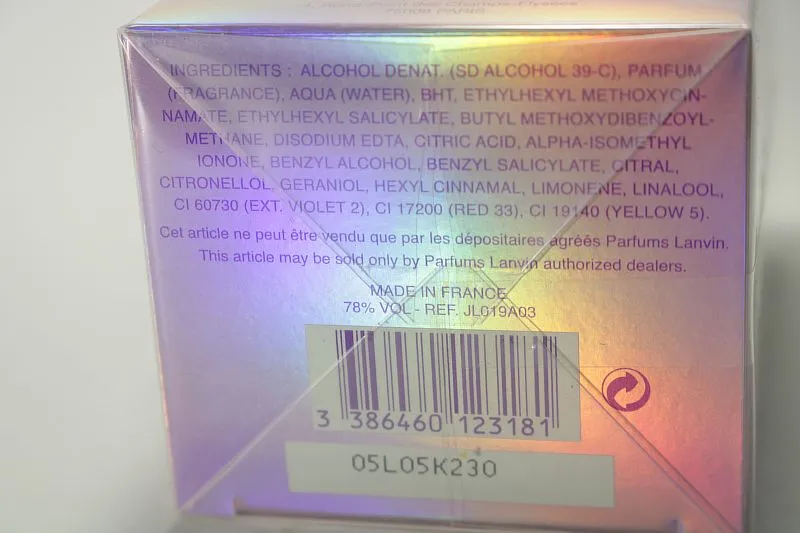 75008 PARIS
INGREDIENTS : ALCOHOL DENAT. (SD ALCOHOL 39-C), PARFUM
(FRAGRANCE), AQUA (WATER), BHT, ETHYLHEXYL METHOXYCIN-
NAMATE, ETHYLHEXYL SALICYLATE, BUTYL METHOXYDIBENZOYL-
METHANE, DISODIUM EDTA, CITRIC ACID, ALPHA-ISOMETHYL
IONONE, BENZYL ALCOHOL, BENZYL SALICYLATE, CITRAL,
CITRONELLOL, GERANIOL, HEXYL CINNAMAL, LIMONENE, LINALOOL,
CI 60730 (EXT. VIOLET 2), CI 17200 (RED 33), CI 19140 (YELLOW 5).
Cet article ne peut être vendu que par les dépositaires agréés Parfums Lanvin.
This article may be sold only by Parfums Lanvin authorized dealers.
MADE IN FRANCE
78% VOL - REF. JL019A03
3 386460 123181
05L05K230